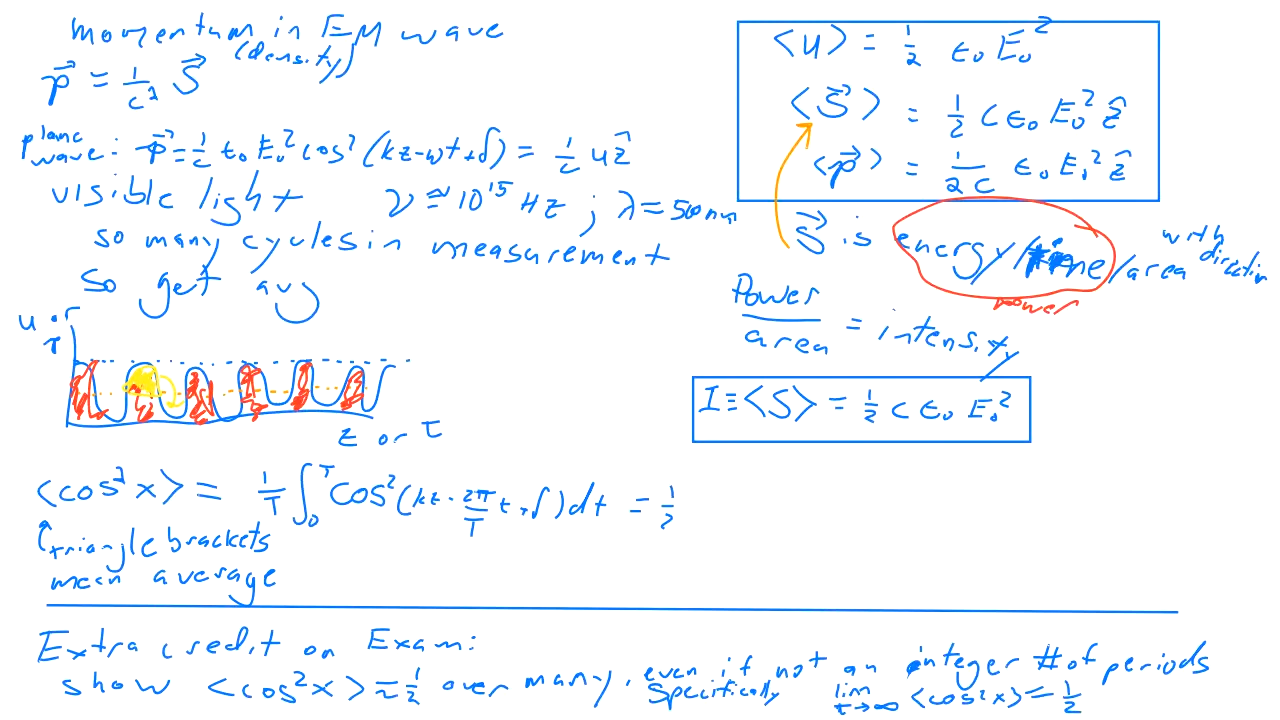 momentum in EM wave
(density)
p⃗ = 1/c² S⃗
plane wave: p⃗ = 1/c ε₀ E₀² cos² (kz-ωt+δ) = 1/c u ẑ
visible light ν ≅ 10¹⁵ Hz ; λ = 500 nm
so many cycles in measurement
so get avg
u or
z or t
<cos² x> = 1/T ∫₀ᵀ cos² (kz - 2π/T t + δ) dt = 1/2
triangle brackets
mean average
<u> = 1/2 ε₀ E₀²
<S⃗> = 1/2 c ε₀ E₀² ẑ
<p⃗> = 1/2c ε₀ E₀² ẑ
S⃗ is energy/time/area with direction
power
Power/area = intensity
I ≡ <S> = 1/2 c ε₀ E₀²
Extra credit on Exam:
show <cos² x> ≈ 1/2 over many, even if not an integer # of periods
specifically lim t→∞ <cos² x> = 1/2